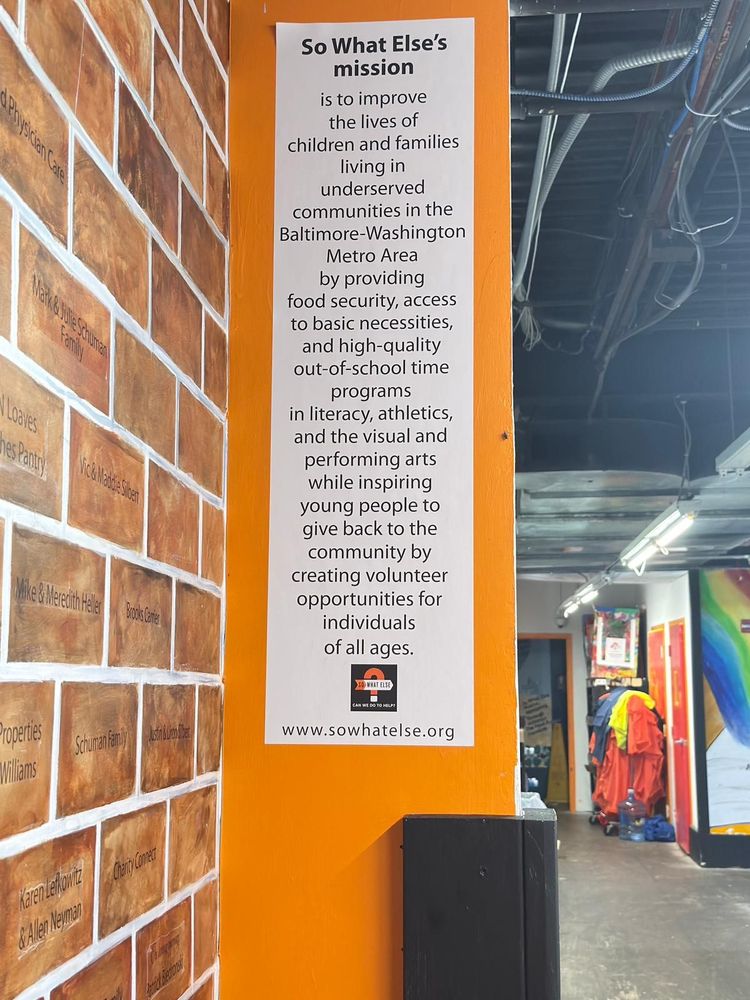 So What Else's
mission
is to improve
the lives of
children and families
living in
underserved
communities in the
Baltimore-Washington
Metro Area
by providing
food security, access
to basic necessities,
and high-quality
out-of-school time
programs
in literacy, athletics,
and the visual and
performing arts
while inspiring
young people to
give back to the
community by
creating volunteer
opportunities for
individuals
of all ages.
SO WHAT ELSE
CAN WE DO TO HELP?
www.sowhatelse.org
Physician Care
Mark & Julie Schuman
Family
Loaves
Pantry
Vic & Maddie Silbert
Mike & Meredith Heller
Brooks Carrier
Properties
Williams
Schuman Family
Karen Lefkowitz
& Allen Neyman
Charity Connect